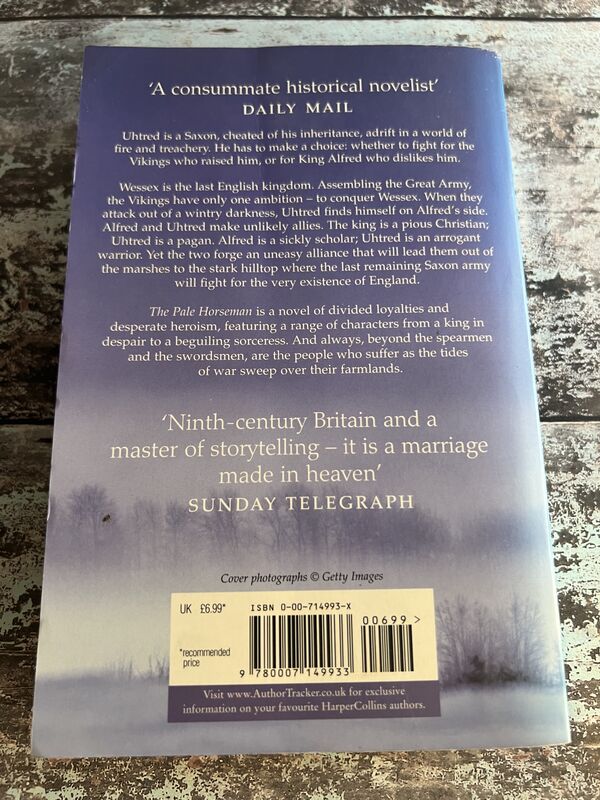 ‘A consummate historical novelist’
DAILY MAIL
Uhtred is a Saxon, cheated of his inheritance, adrift in a world of
fire and treachery. He has to make a choice: whether to fight for the
Vikings who raised him, or for King Alfred who dislikes him.
Wessex is the last English kingdom. Assembling the Great Army,
the Vikings have only one ambition – to conquer Wessex. When they
attack out of a wintry darkness, Uhtred finds himself on Alfred’s side.
Alfred and Uhtred make unlikely allies. The king is a pious Christian;
Uhtred is a pagan. Alfred is a sickly scholar; Uhtred is an arrogant
warrior. Yet the two forge an uneasy alliance that will lead them out of
the marshes to the stark hilltop where the last remaining Saxon army
will fight for the very existence of England.
The Pale Horseman is a novel of divided loyalties and
desperate heroism, featuring a range of characters from a king in
despair to a beguiling sorceress. And always, beyond the spearmen
and the swordsmen, are the people who suffer as the tides
of war sweep over their farmlands.
‘Ninth-century Britain and a
master of storytelling – it is a marriage
made in heaven’
SUNDAY TELEGRAPH
Cover photographs © Getty Images
UK £6.99*
ISBN 0-00-714993-X
00699 >
*recommended
price
9 780007 149933
Visit www.AuthorTracker.co.uk for exclusive
information on your favourite HarperCollins authors.